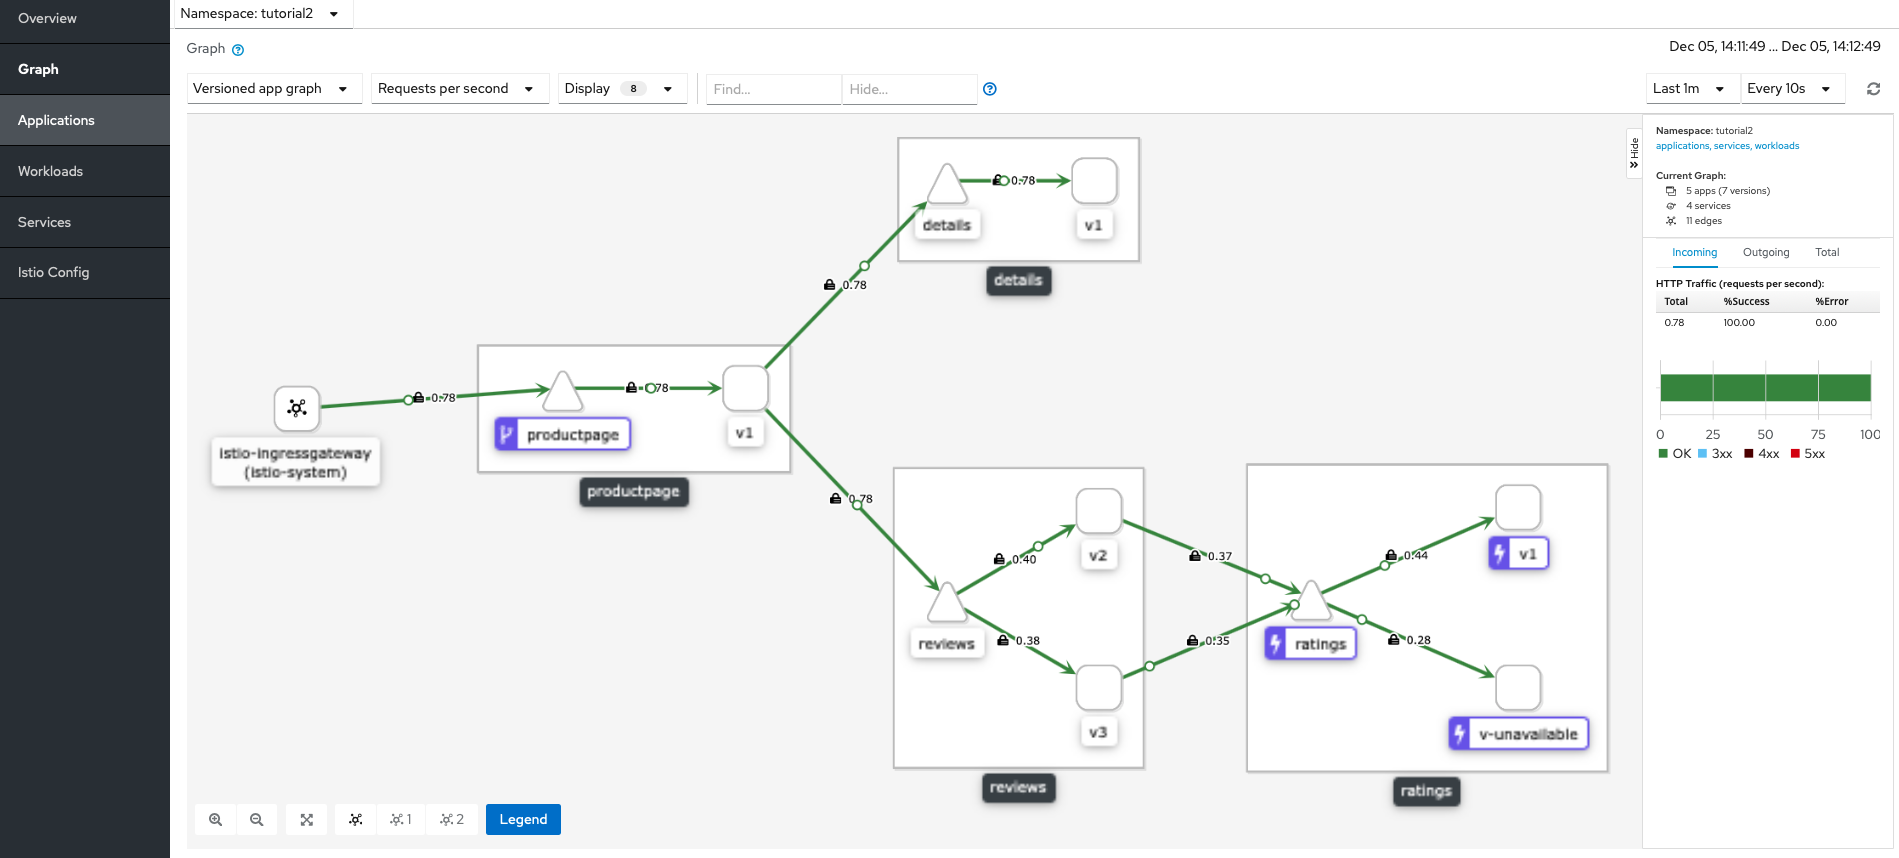 Overview
Graph
Applications
Workloads
Services
Istio Config
Namespace: tutorial2
Graph
Dec 05, 14:11:49 ... Dec 05, 14:12:49
Versioned app graph
Requests per second
Display 8
Find...
Hide...
Last 1m
Every 10s
0.78
details
v1
details
0.78
0.78
istio-ingressgateway
(istio-system)
78
productpage
v1
productpage
0.78
0.40
0.38
reviews
v2
v3
reviews
0.37
0.35
0.44
0.28
ratings
v1
v-unavailable
ratings
1
2
Legend
Hide
Namespace: tutorial2
applications, services, workloads
Current Graph:
5 apps (7 versions)
4 services
11 edges
Incoming Outgoing Total
HTTP Traffic (requests per second):
Total %Success %Error
0.78 100.00 0.00
0 25 50 75 100
OK 3xx 4xx 5xx